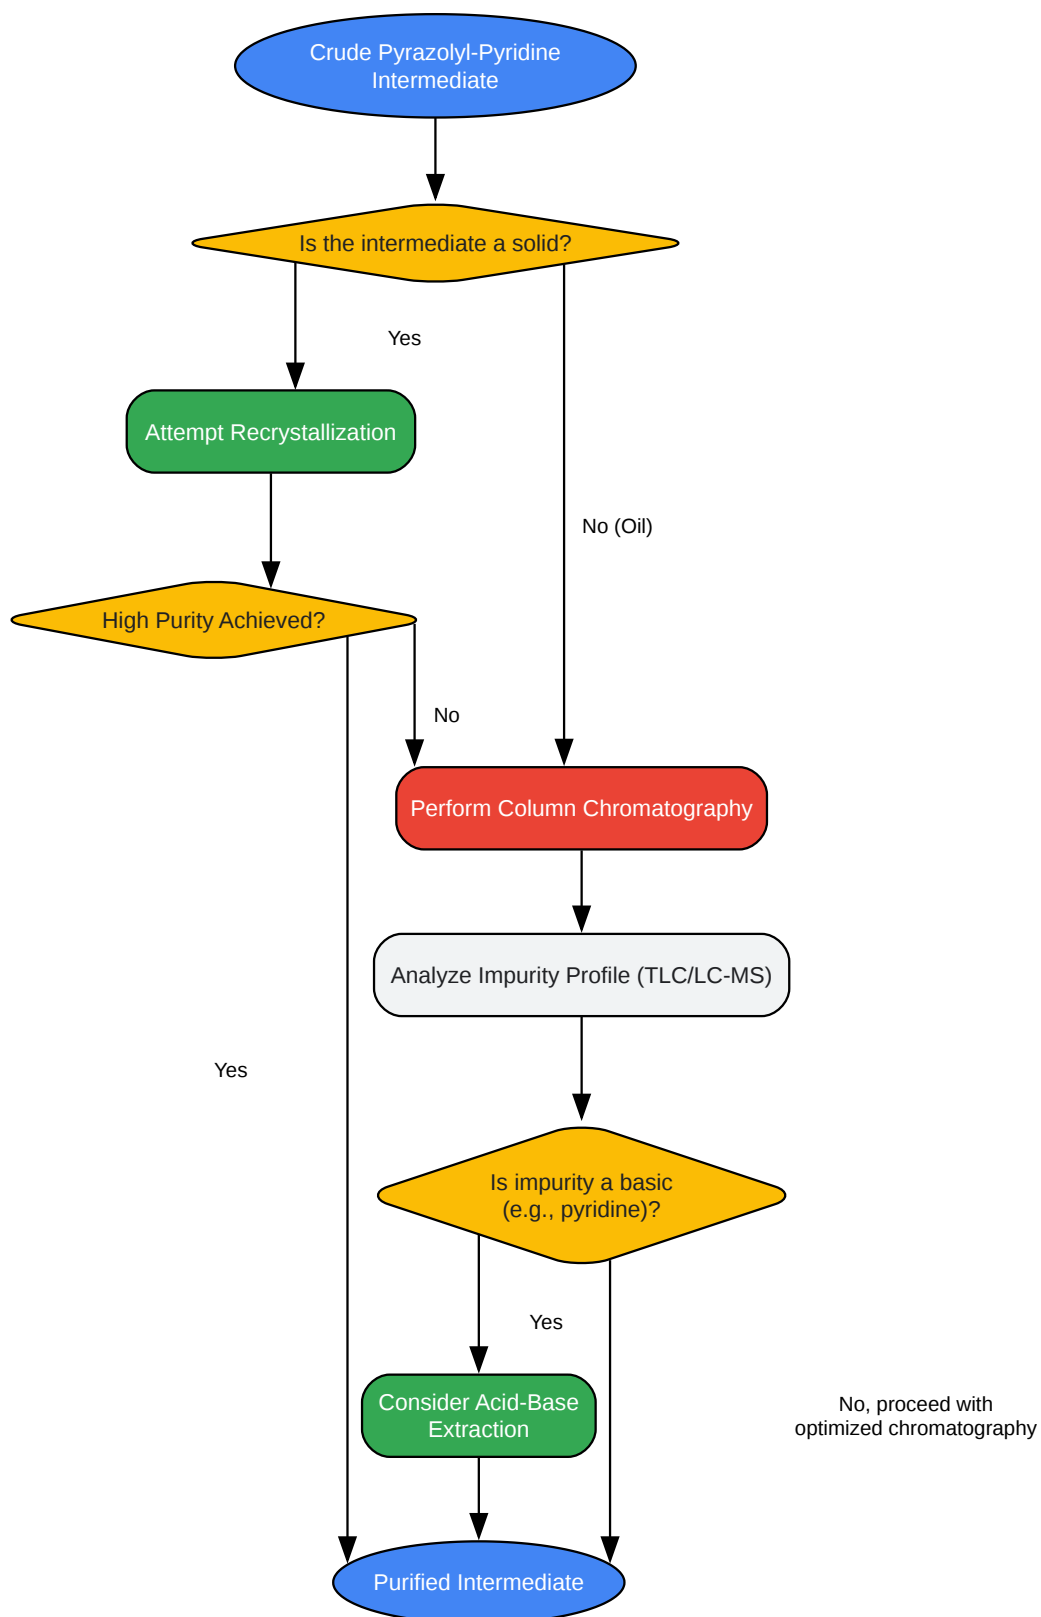 Crude Pyrazolyl-Pyridine
Intermediate
Is the intermediate a solid?
Yes
Attempt Recrystallization
No (Oil)
High Purity Achieved?
No
Perform Column Chromatography
Analyze Impurity Profile (TLC/LC-MS)
Yes
Is impurity a basic
(e.g., pyridine)?
Yes
Consider Acid-Base
Extraction
No, proceed with
optimized chromatography
Purified Intermediate